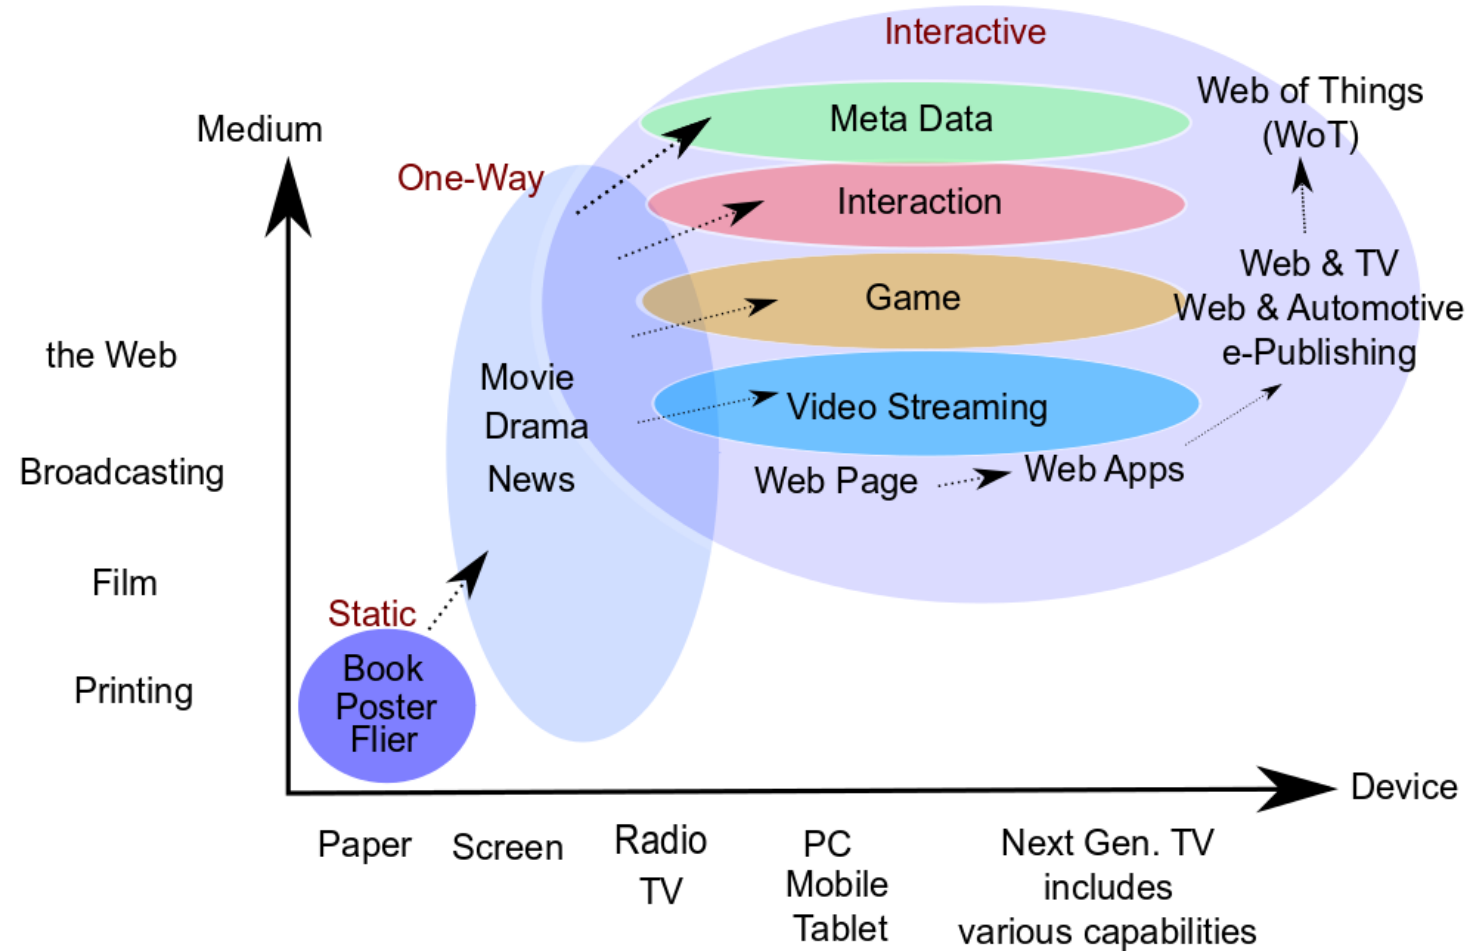 Interactive
Meta Data
Web of Things
(WoT)
Medium
One-Way
Interaction
Web & TV
Game
Web & Automotive
the Web
e-Publishing
Movie
Video Streaming
Drama
Broadcasting
News
Web Page
Web Apps
Film
Static
Book
Printing
Poster
Flier
Device
Paper
Screen
Radio
TV
PC
Mobile
Tablet
Next Gen. TV
includes
various capabilities